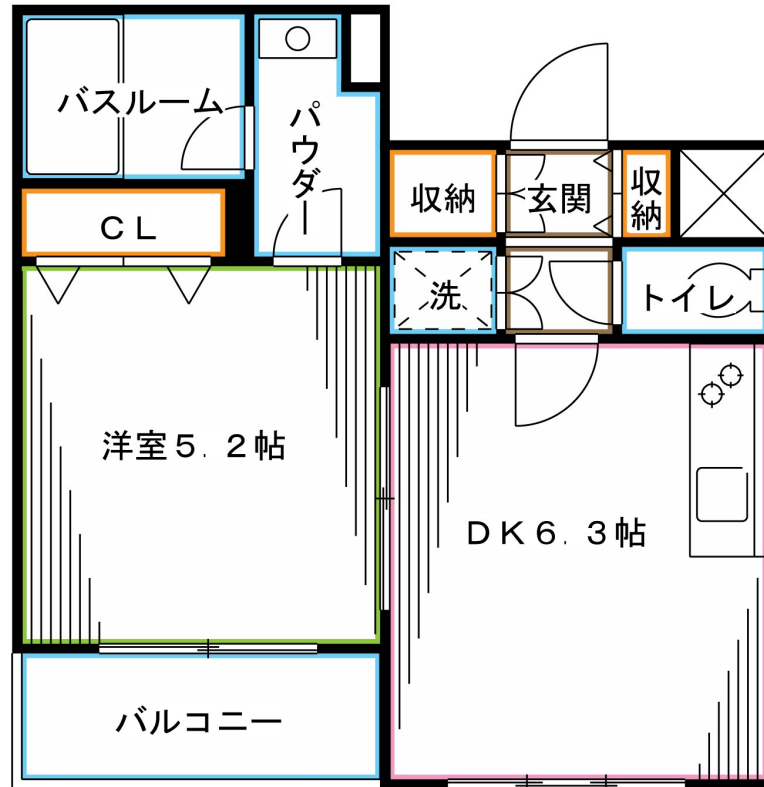 バスルーム
パウダー
CL
収納
玄関
収納
洗
トイレ
洋室5.2帖
DK6.3帖
バルコニー